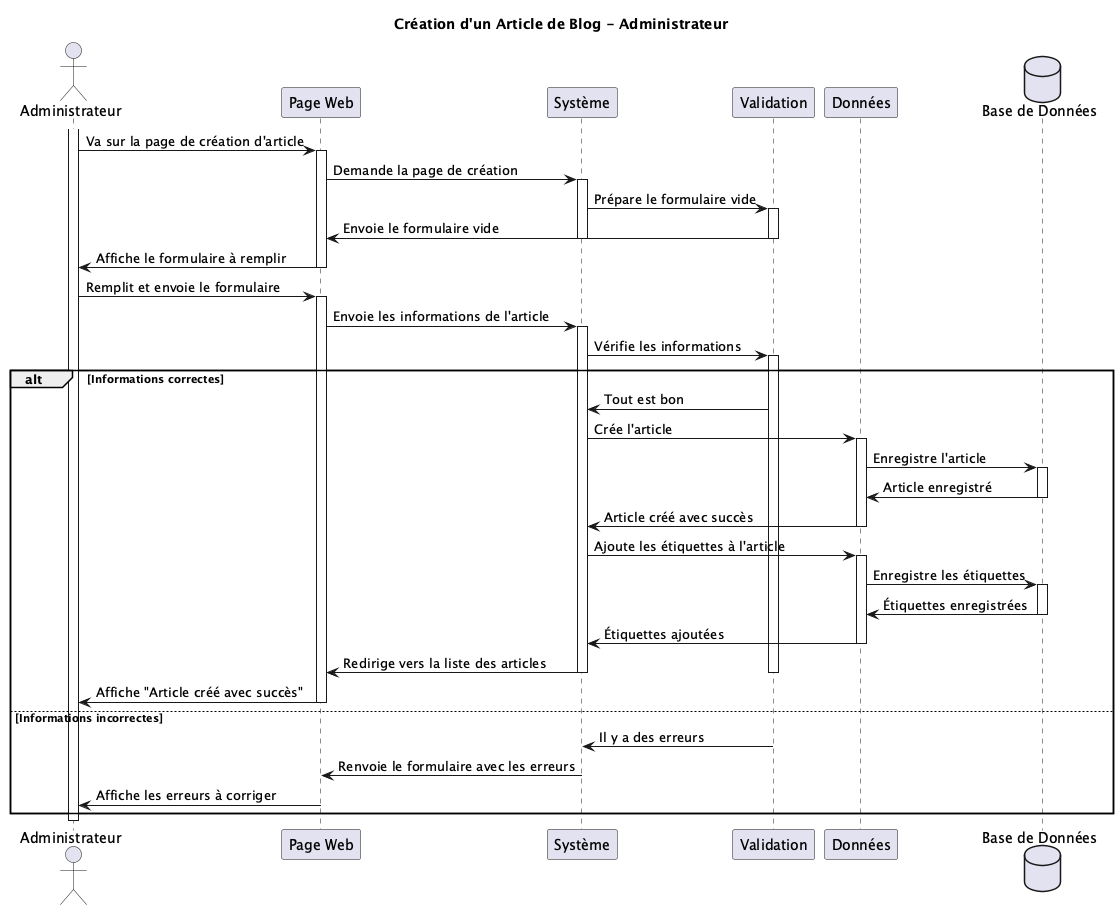 Création d'un Article de Blog - Administrateur
Administrateur
Page Web
Système
Validation
Données
Base de Données
Va sur la page de création d'article
Demande la page de création
Prépare le formulaire vide
Envoie le formulaire vide
Affiche le formulaire à remplir
Remplit et envoie le formulaire
Envoie les informations de l'article
Vérifie les informations
alt
[Informations correctes]
Tout est bon
Crée l'article
Enregistre l'article
Article enregistré
Article créé avec succès
Ajoute les étiquettes à l'article
Enregistre les étiquettes
Étiquettes enregistrées
Étiquettes ajoutées
Redirige vers la liste des articles
Affiche "Article créé avec succès"
[Informations incorrectes]
Il y a des erreurs
Renvoie le formulaire avec les erreurs
Affiche les erreurs à corriger
Administrateur
Page Web
Système
Validation
Données
Base de Données